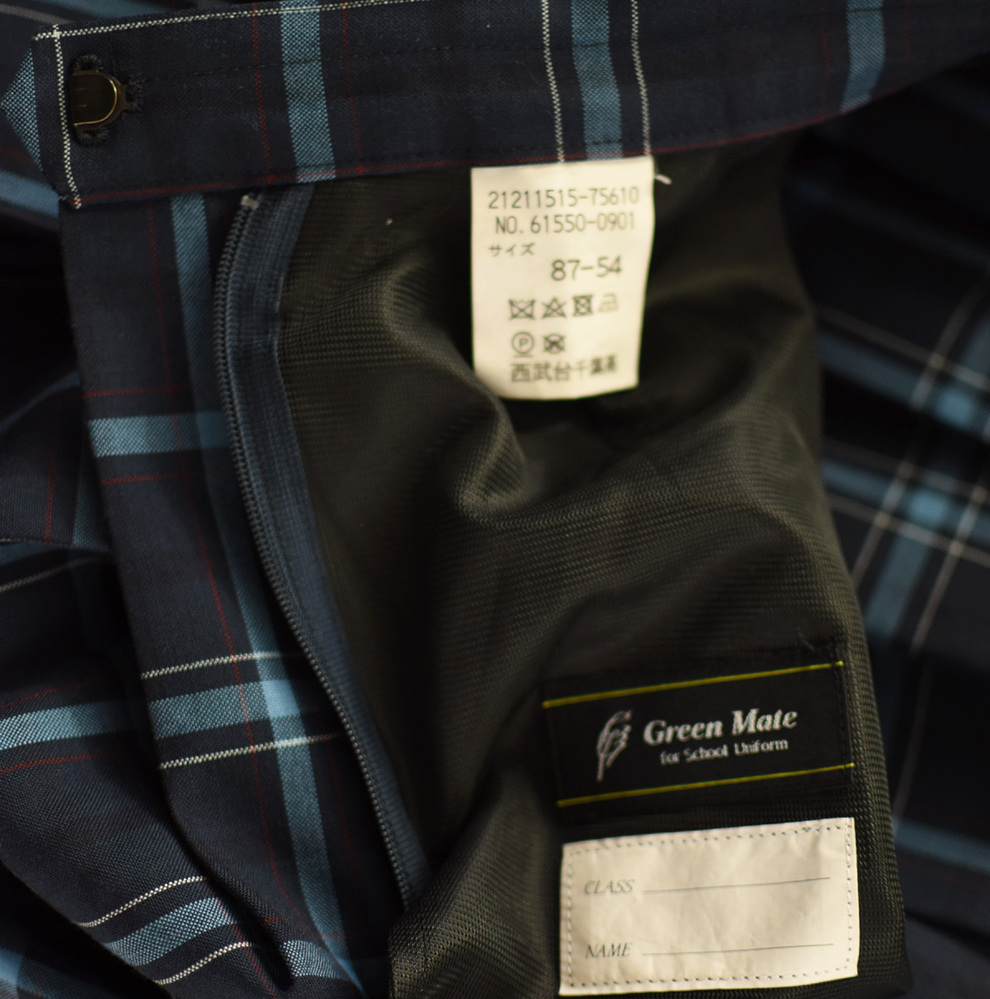 21211515-75610
NO. 61550-0901
サイズ
87-54
P
西武台千葉高
Green Mate
for School Uniform
CLASS
NAME